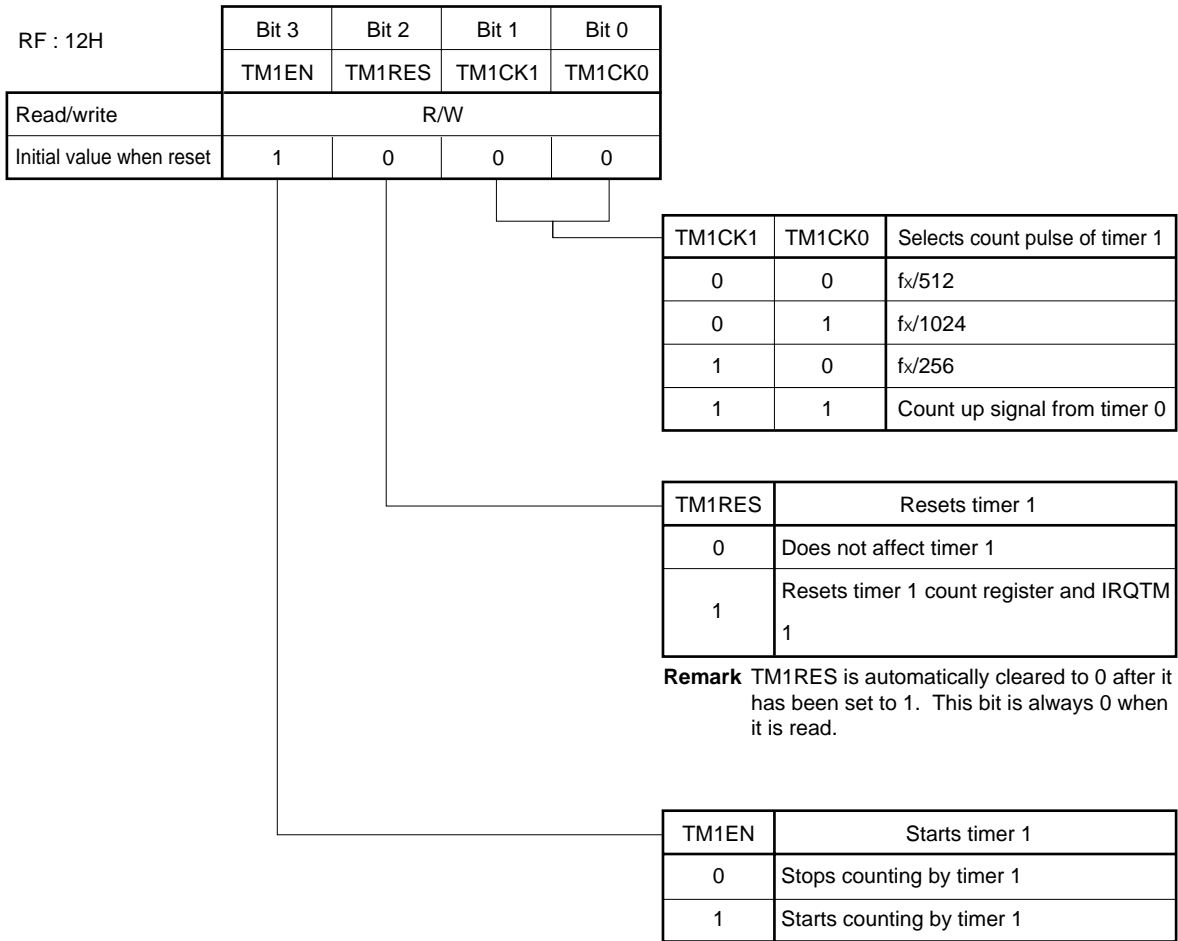 RF : 12H
Bit 3 Bit 2 Bit 1 Bit 0
TM1EN TM1RES TM1CK1 TM1CK0
Read/write R/W
Initial value when reset 1 0 0 0
TM1CK1 TM1CK0 Selects count pulse of timer 1
0 0 fX/512
0 1 fX/1024
1 0 fX/256
1 1 Count up signal from timer 0
TM1RES Resets timer 1
0 Does not affect timer 1
1 Resets timer 1 count register and IRQTM
1
Remark TM1RES is automatically cleared to 0 after it
has been set to 1. This bit is always 0 when
it is read.
TM1EN Starts timer 1
0 Stops counting by timer 1
1 Starts counting by timer 1